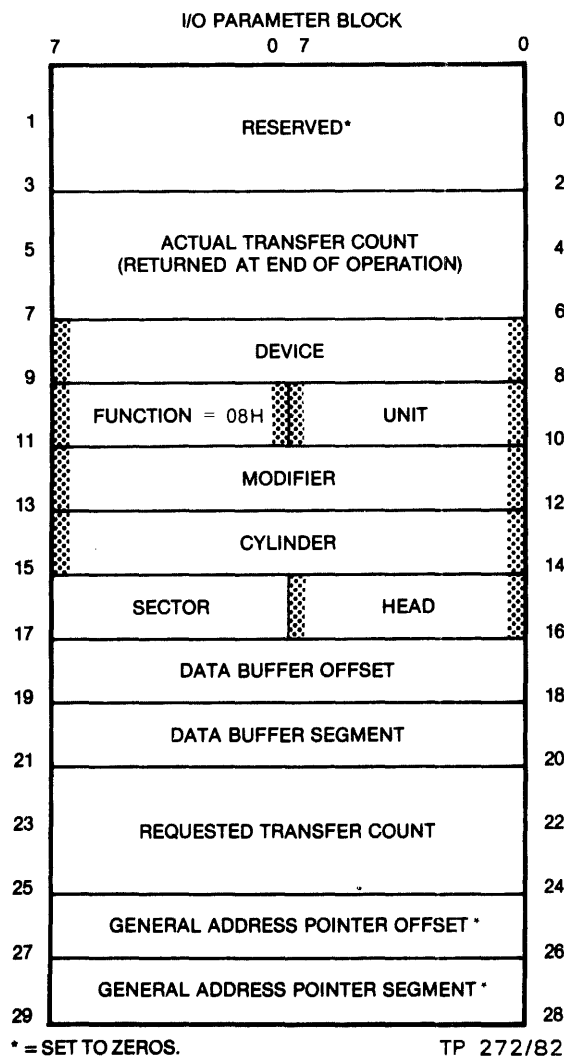 I/O PARAMETER BLOCK
7 0 7 0
1 RESERVED* 0
3 2
5 ACTUAL TRANSFER COUNT 4
(RETURNED AT END OF OPERATION)
7 6
DEVICE
9 8
FUNCTION = 08H UNIT
11 10
MODIFIER
13 12
CYLINDER
15 14
SECTOR HEAD
17 16
DATA BUFFER OFFSET
19 18
DATA BUFFER SEGMENT
21 20
23 REQUESTED TRANSFER COUNT 22
25 24
GENERAL ADDRESS POINTER OFFSET *
27 26
GENERAL ADDRESS POINTER SEGMENT *
29 28
* = SET TO ZEROS. TP 272/82